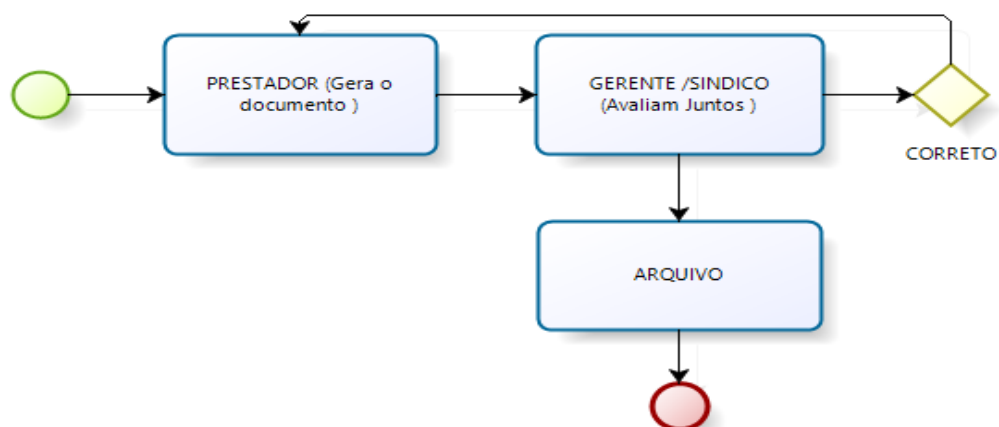 PRESTADOR (Gera o
documento )
GERENTE /SINDICO
(Avaliam Juntos )
CORRETO
ARQUIVO